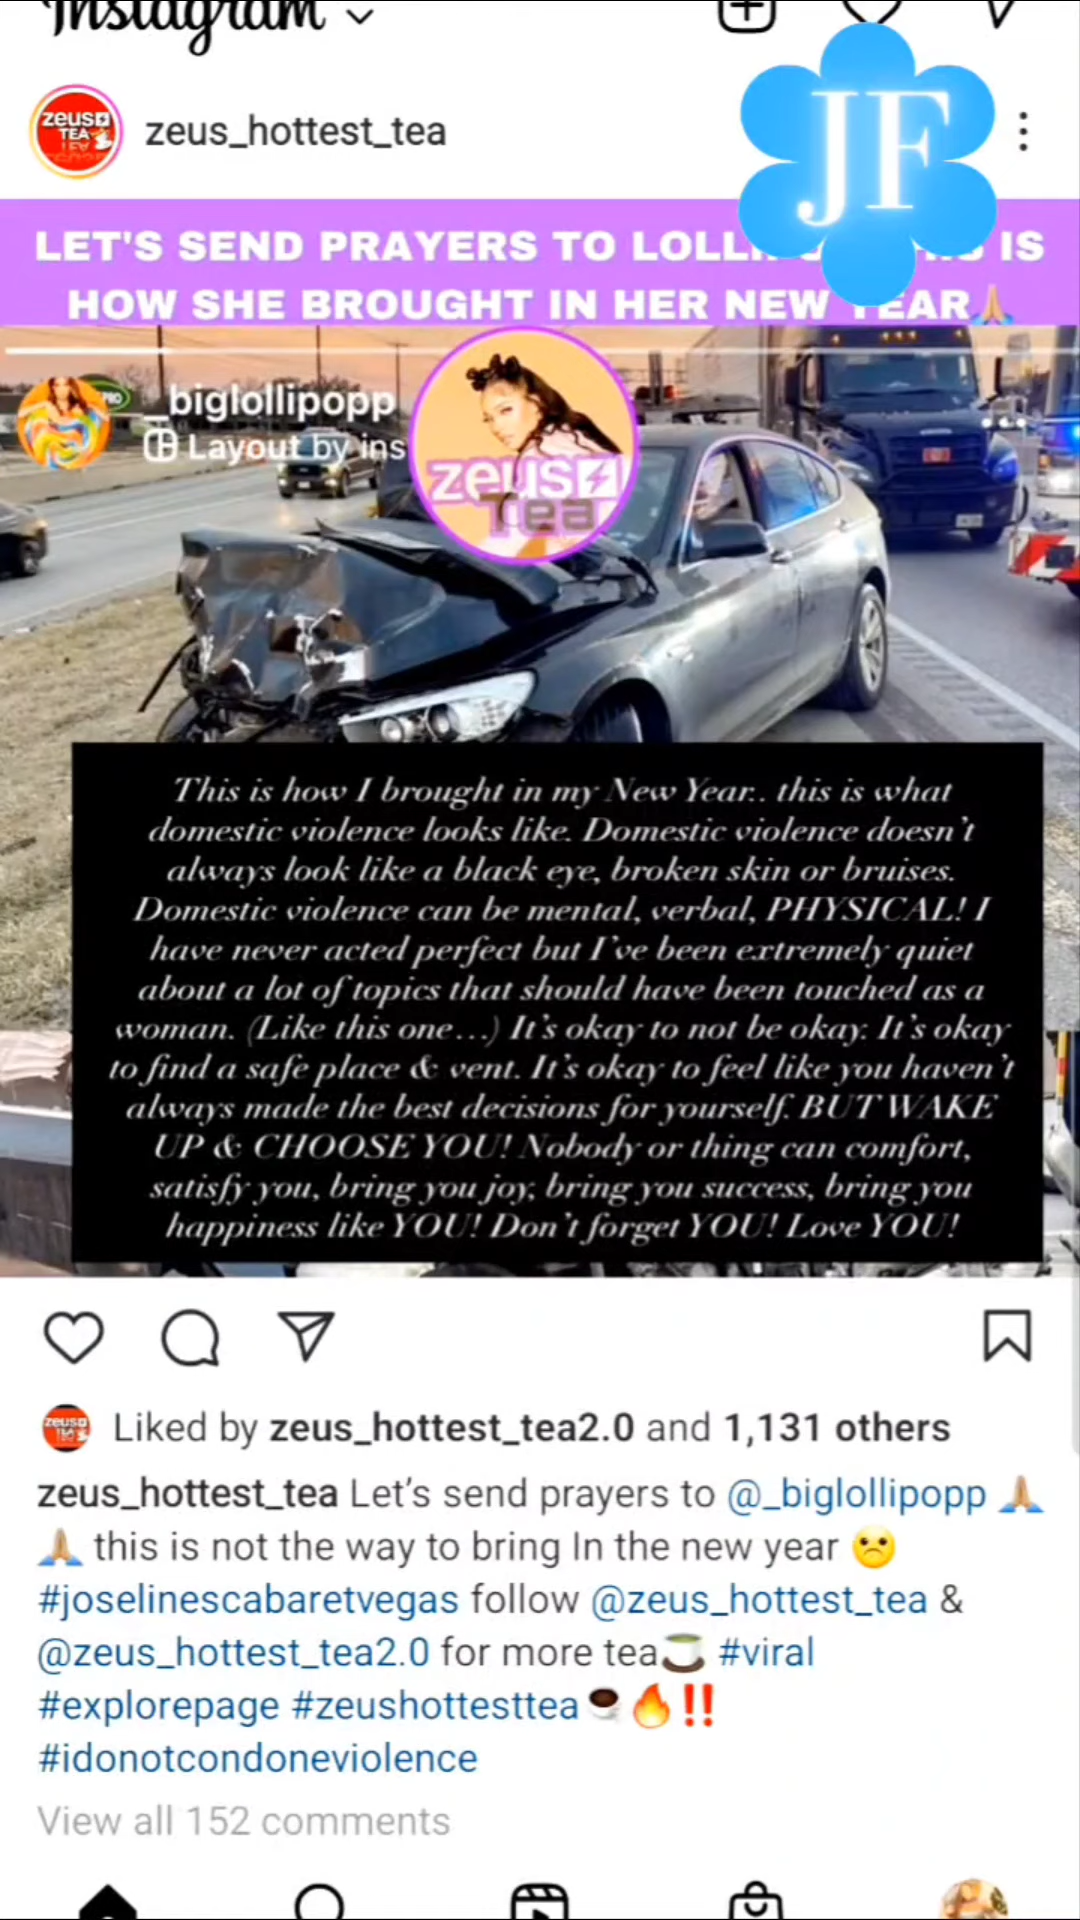 Instagram
zeus_hottest_tea
JF
LET'S SEND PRAYERS TO IS
HOW SHE BROUGHT IN HER NEW YEAR🙏🏼
_biglollipopp
Layout by ins
zeus
Tea
This is how I brought in my New Year.. this is what
domestic violence looks like. Domestic violence doesn't
always look like a black eye, broken skin or bruises.
Domestic violence can be mental, verbal, PHYSICAL! I
have never acted perfect but I've been extremely quiet
about a lot of topics that should have been touched as a
woman. (Like this one...) It's okay to not be okay. It's okay
to find a safe place & vent. It's okay to feel like you haven't
always made the best decisions for yourself. BUT WAKE
UP & CHOOSE YOU! Nobody or thing can comfort,
satisfy you, bring you joy, bring you success, bring you
happiness like YOU! Don't forget YOU! Love YOU!
Liked by zeus_hottest_tea2.0 and 1,131 others
zeus_hottest_tea Let's send prayers to @_biglollipopp 🙏🏼
🙏🏼 this is not the way to bring In the new year 🙁
#joselinescabaretvegas follow @zeus_hottest_tea &
@zeus_hottest_tea2.0 for more tea🍵 #viral
#explorepage #zeushottesttea☕🔥‼️
#idonotcondoneviolence
View all 152 comments